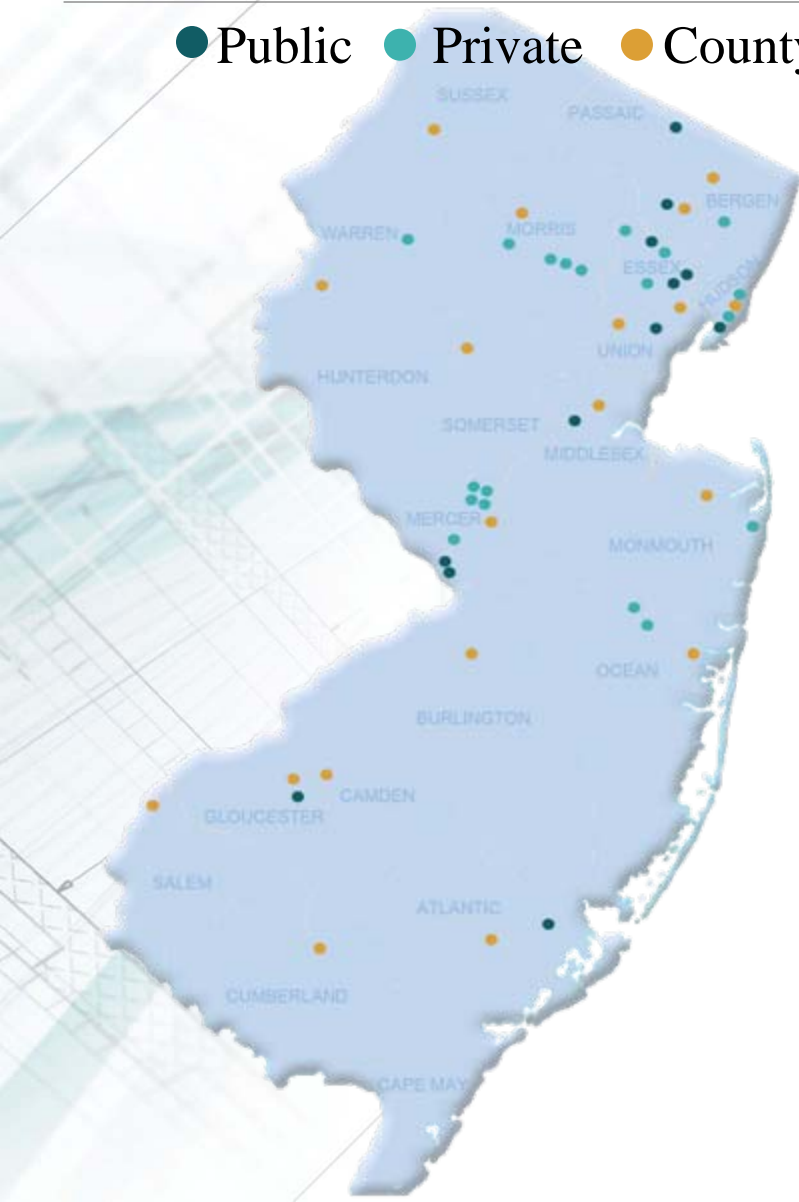 Public Private County
SUSSEX
PASSAIC
BERGEN
WARREN
MORRIS
ESSEX
HUDSON
UNION
HUNTERDON
SOMERSET
MIDDLESEX
MERCER
MONMOUTH
OCEAN
BURLINGTON
CAMDEN
GLOUCESTER
SALEM
ATLANTIC
CUMBERLAND
CAPE MAY